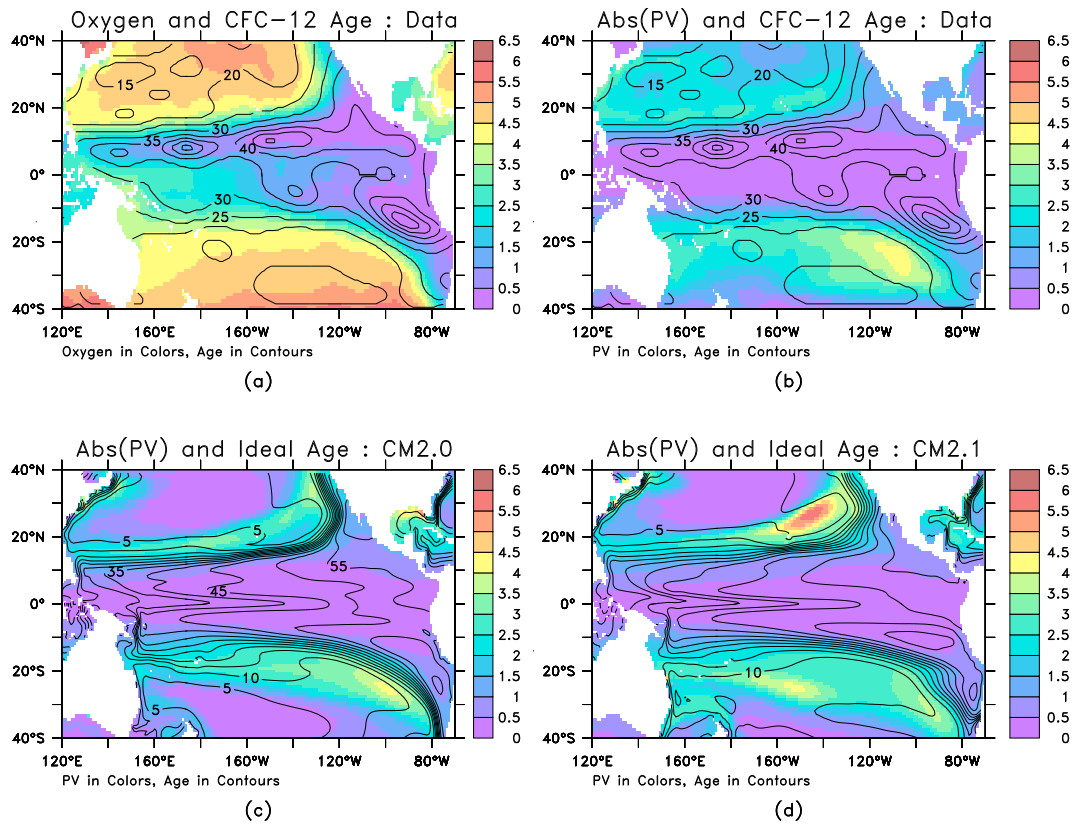 Oxygen and CFC-12 Age : Data
40°N
20°N
0°
20°S
40°S
120°E 160°E 160°W 120°W 80°W
15 20 30 35 40 30 25
6.5
6
5.5
5
4.5
4
3.5
3
2.5
2
1.5
1
0.5
0
Oxygen in Colors, Age in Contours
(a)
Abs(PV) and CFC-12 Age : Data
40°N
20°N
0°
20°S
40°S
120°E 160°E 160°W 120°W 80°W
15 20 30 35 40 30 25
6.5
6
5.5
5
4.5
4
3.5
3
2.5
2
1.5
1
0.5
0
PV in Colors, Age in Contours
(b)
Abs(PV) and Ideal Age : CM2.0
40°N
20°N
0°
20°S
40°S
120°E 160°E 160°W 120°W 80°W
5 5 35 55 45 10 5 5
6.5
6
5.5
5
4.5
4
3.5
3
2.5
2
1.5
1
0.5
0
PV in Colors, Age in Contours
(c)
Abs(PV) and Ideal Age : CM2.1
40°N
20°N
0°
20°S
40°S
120°E 160°E 160°W 120°W 80°W
5 10
6.5
6
5.5
5
4.5
4
3.5
3
2.5
2
1.5
1
0.5
0
PV in Colors, Age in Contours
(d)